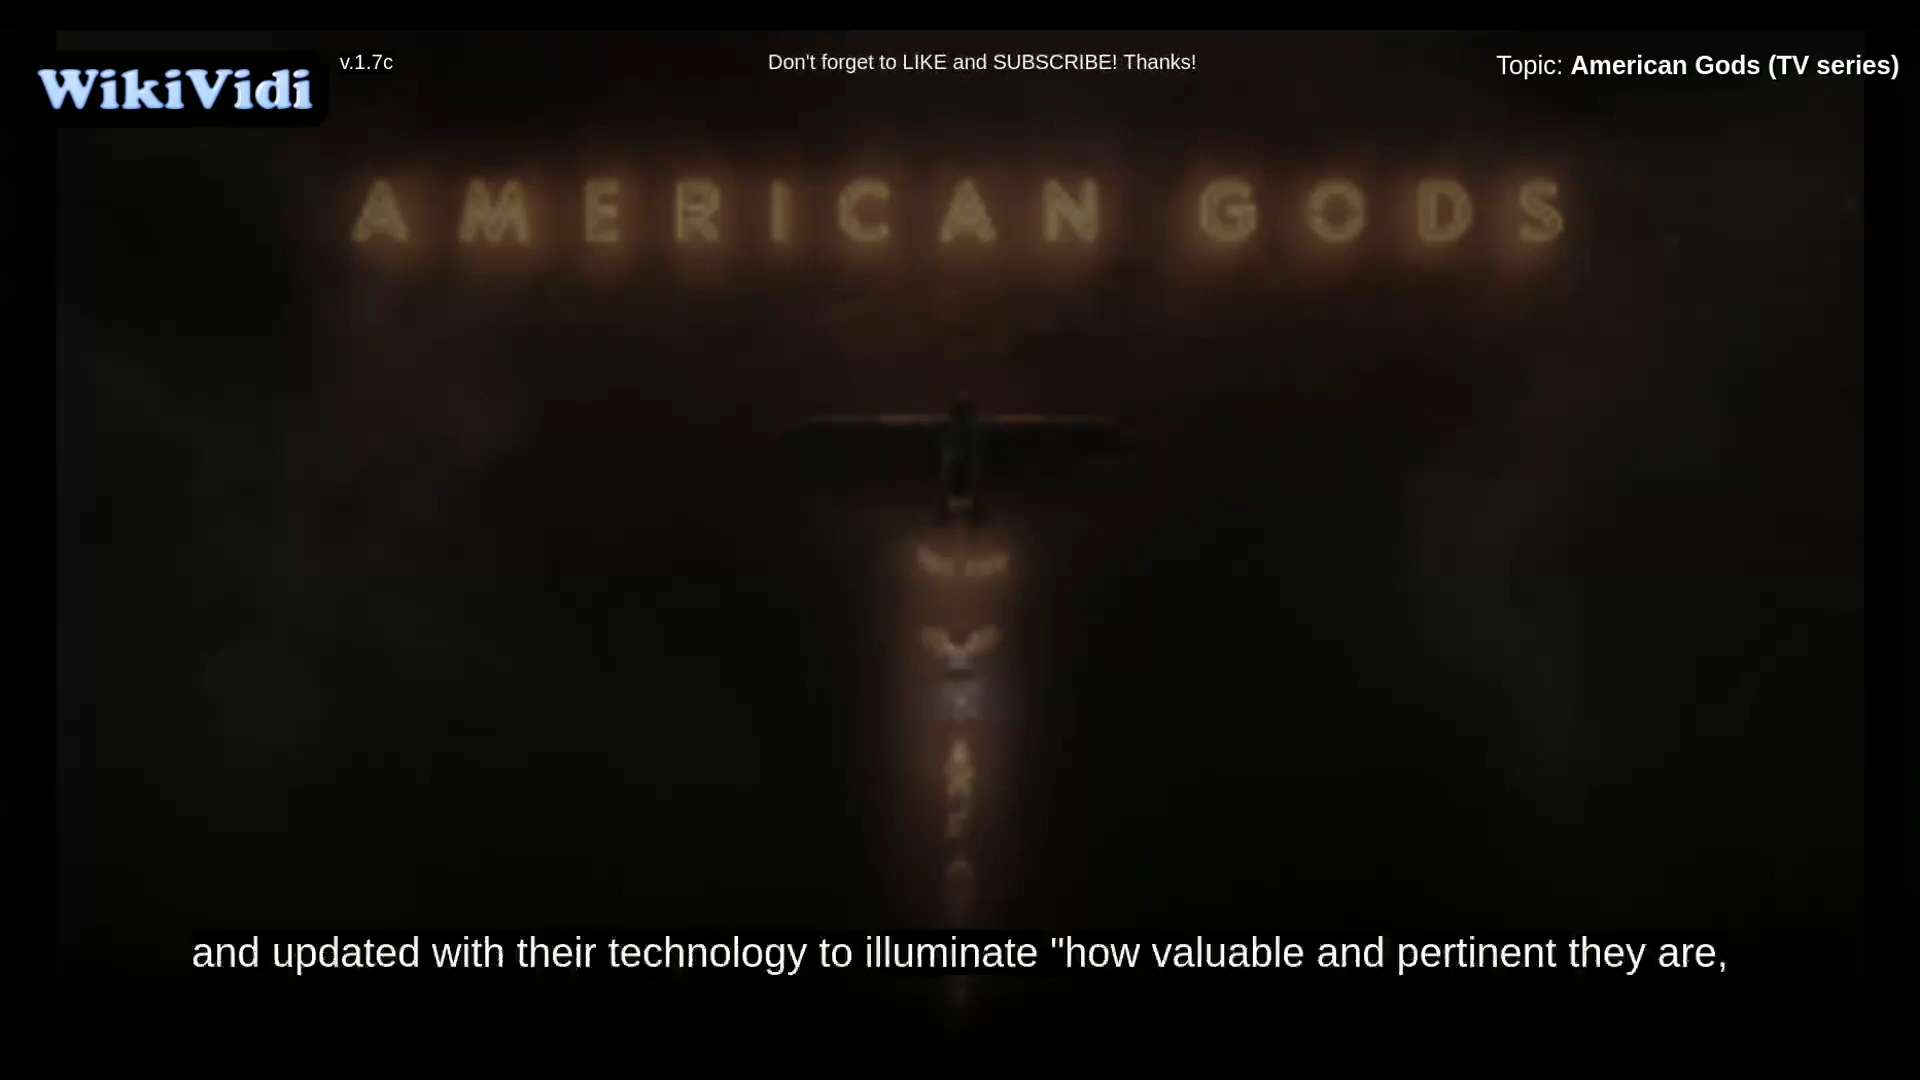 WikiVidi
v.1.7c
Don't forget to LIKE and SUBSCRIBE! Thanks!
Topic: American Gods (TV series)
AMERICAN GODS
and updated with their technology to illuminate "how valuable and pertinent they are,